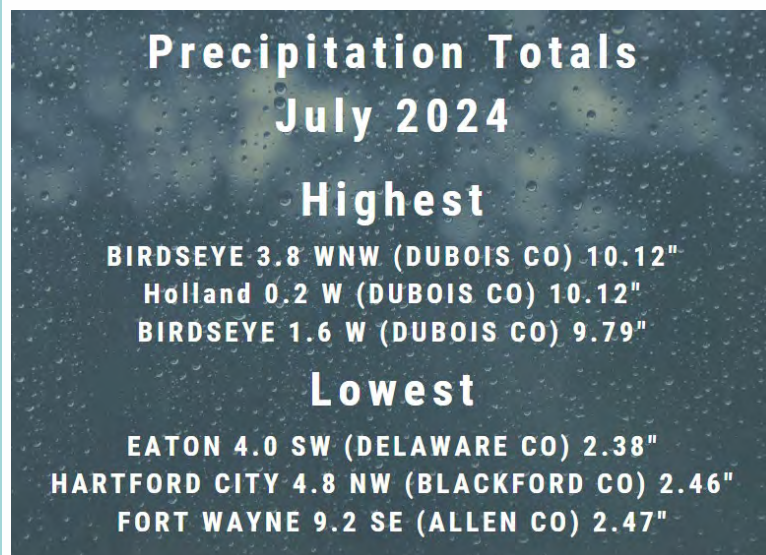 Precipitation Totals
July 2024
Highest
BIRDSEYE 3.8 WNW (DUBOIS CO) 10.12"
Holland 0.2 W (DUBOIS CO) 10.12"
BIRDSEYE 1.6 W (DUBOIS CO) 9.79"
Lowest
EATON 4.0 SW (DELAWARE CO) 2.38"
HARTFORD CITY 4.8 NW (BLACKFORD CO) 2.46"
FORT WAYNE 9.2 SE (ALLEN CO) 2.47"